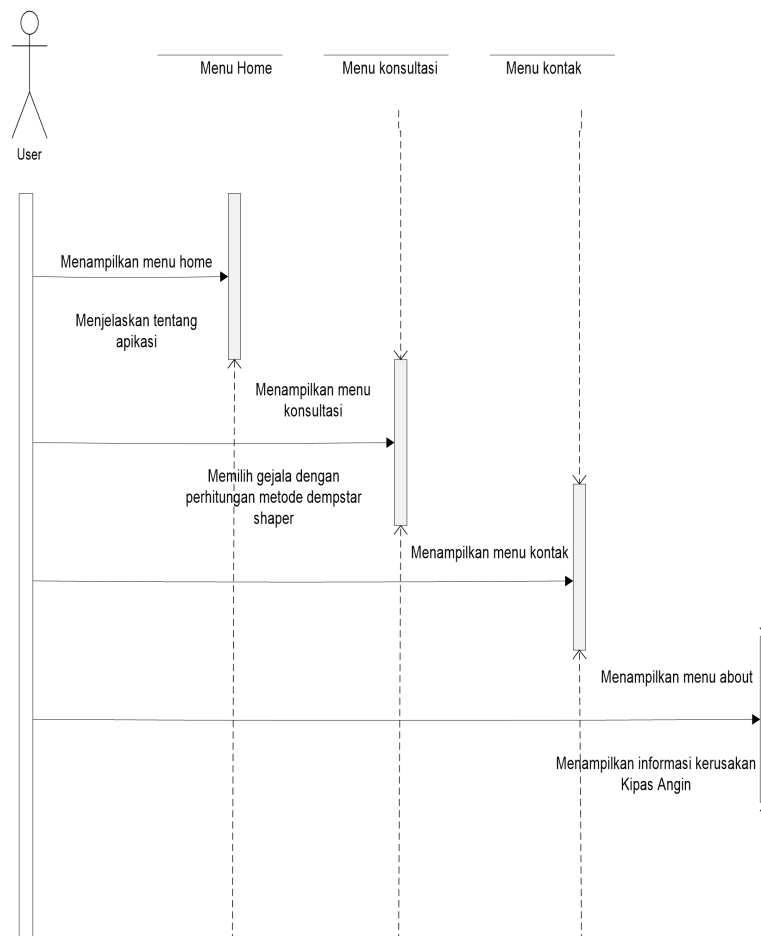 Menu Home
Menu konsultasi
Menu kontak
User
Menampilkan menu home
Menjelaskan tentang
apikasi
Menampilkan menu
konsultasi
Memilih gejala dengan
perhitungan metode dempstar
shaper
Menampilkan menu kontak
Menampilkan menu about
Menampilkan informasi kerusakan
Kipas Angin